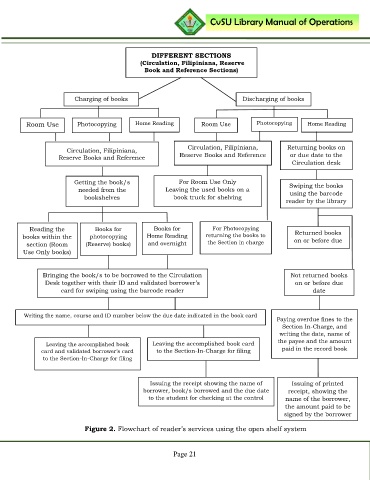 CvSU Library Manual of Operations
DIFFERENT SECTIONS
(Circulation, Filipiniana, Reserve
Book and Reference Sections)
Charging of books
Discharging of books
Room Use
Photocopying
Home Reading
Room Use
Photocopying
Home Reading
Circulation, Filipiniana,
Reserve Books and Reference
Circulation, Filipiniana,
Reserve Books and Reference
Returning books on
or due date to the
Circulation desk
Getting the book/s
needed from the
bookshelves
For Room Use Only
Leaving the used books on a
book truck for shelving
Swiping the books
using the barcode
reader by the library
Reading the
books within the
section (Room
Use Only books)
Books for
photocopying
(Reserve) books)
Books for
Home Reading
and overnight
For Photocopying
returning the books to
the Section in charge
Returned books
on or before due
Bringing the book/s to be borrowed to the Circulation
Desk together with their ID and validated borrower's
card for swiping using the barcode reader
Not returned books
on or before due
date
Writing the name, course and ID number below the due date indicated in the book card
Paying overdue fines to the
Section In-Charge, and
writing the date, name of
the payee and the amount
paid in the record book
Leaving the accomplished book
card and validated borrower's card
to the Section-In-Charge for filing
Leaving the accomplished book card
to the Section-In-Charge for filing
Issuing the receipt showing the name of
borrower, book/s borrowed and the due date
to the student for checking at the control
Issuing of printed
receipt, showing the
name of the borrower,
the amount paid to be
signed by the borrower
Figure 2. Flowchart of reader's services using the open shelf system
Page 21